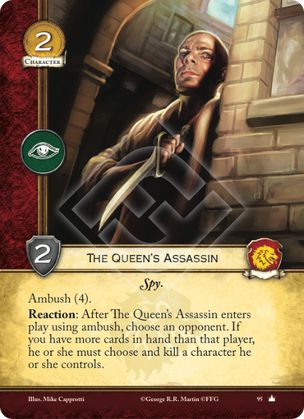 2
CHARACTER
2
THE QUEEN'S ASSASSIN
Spy.
Ambush (4).
Reaction: After The Queen's Assassin enters
play using ambush, choose an opponent. If
you have more cards in hand than that player,
he or she must choose and kill a character he
or she controls.
Illus. Mike Capprotti ©George R.R. Martin ©FFG 95